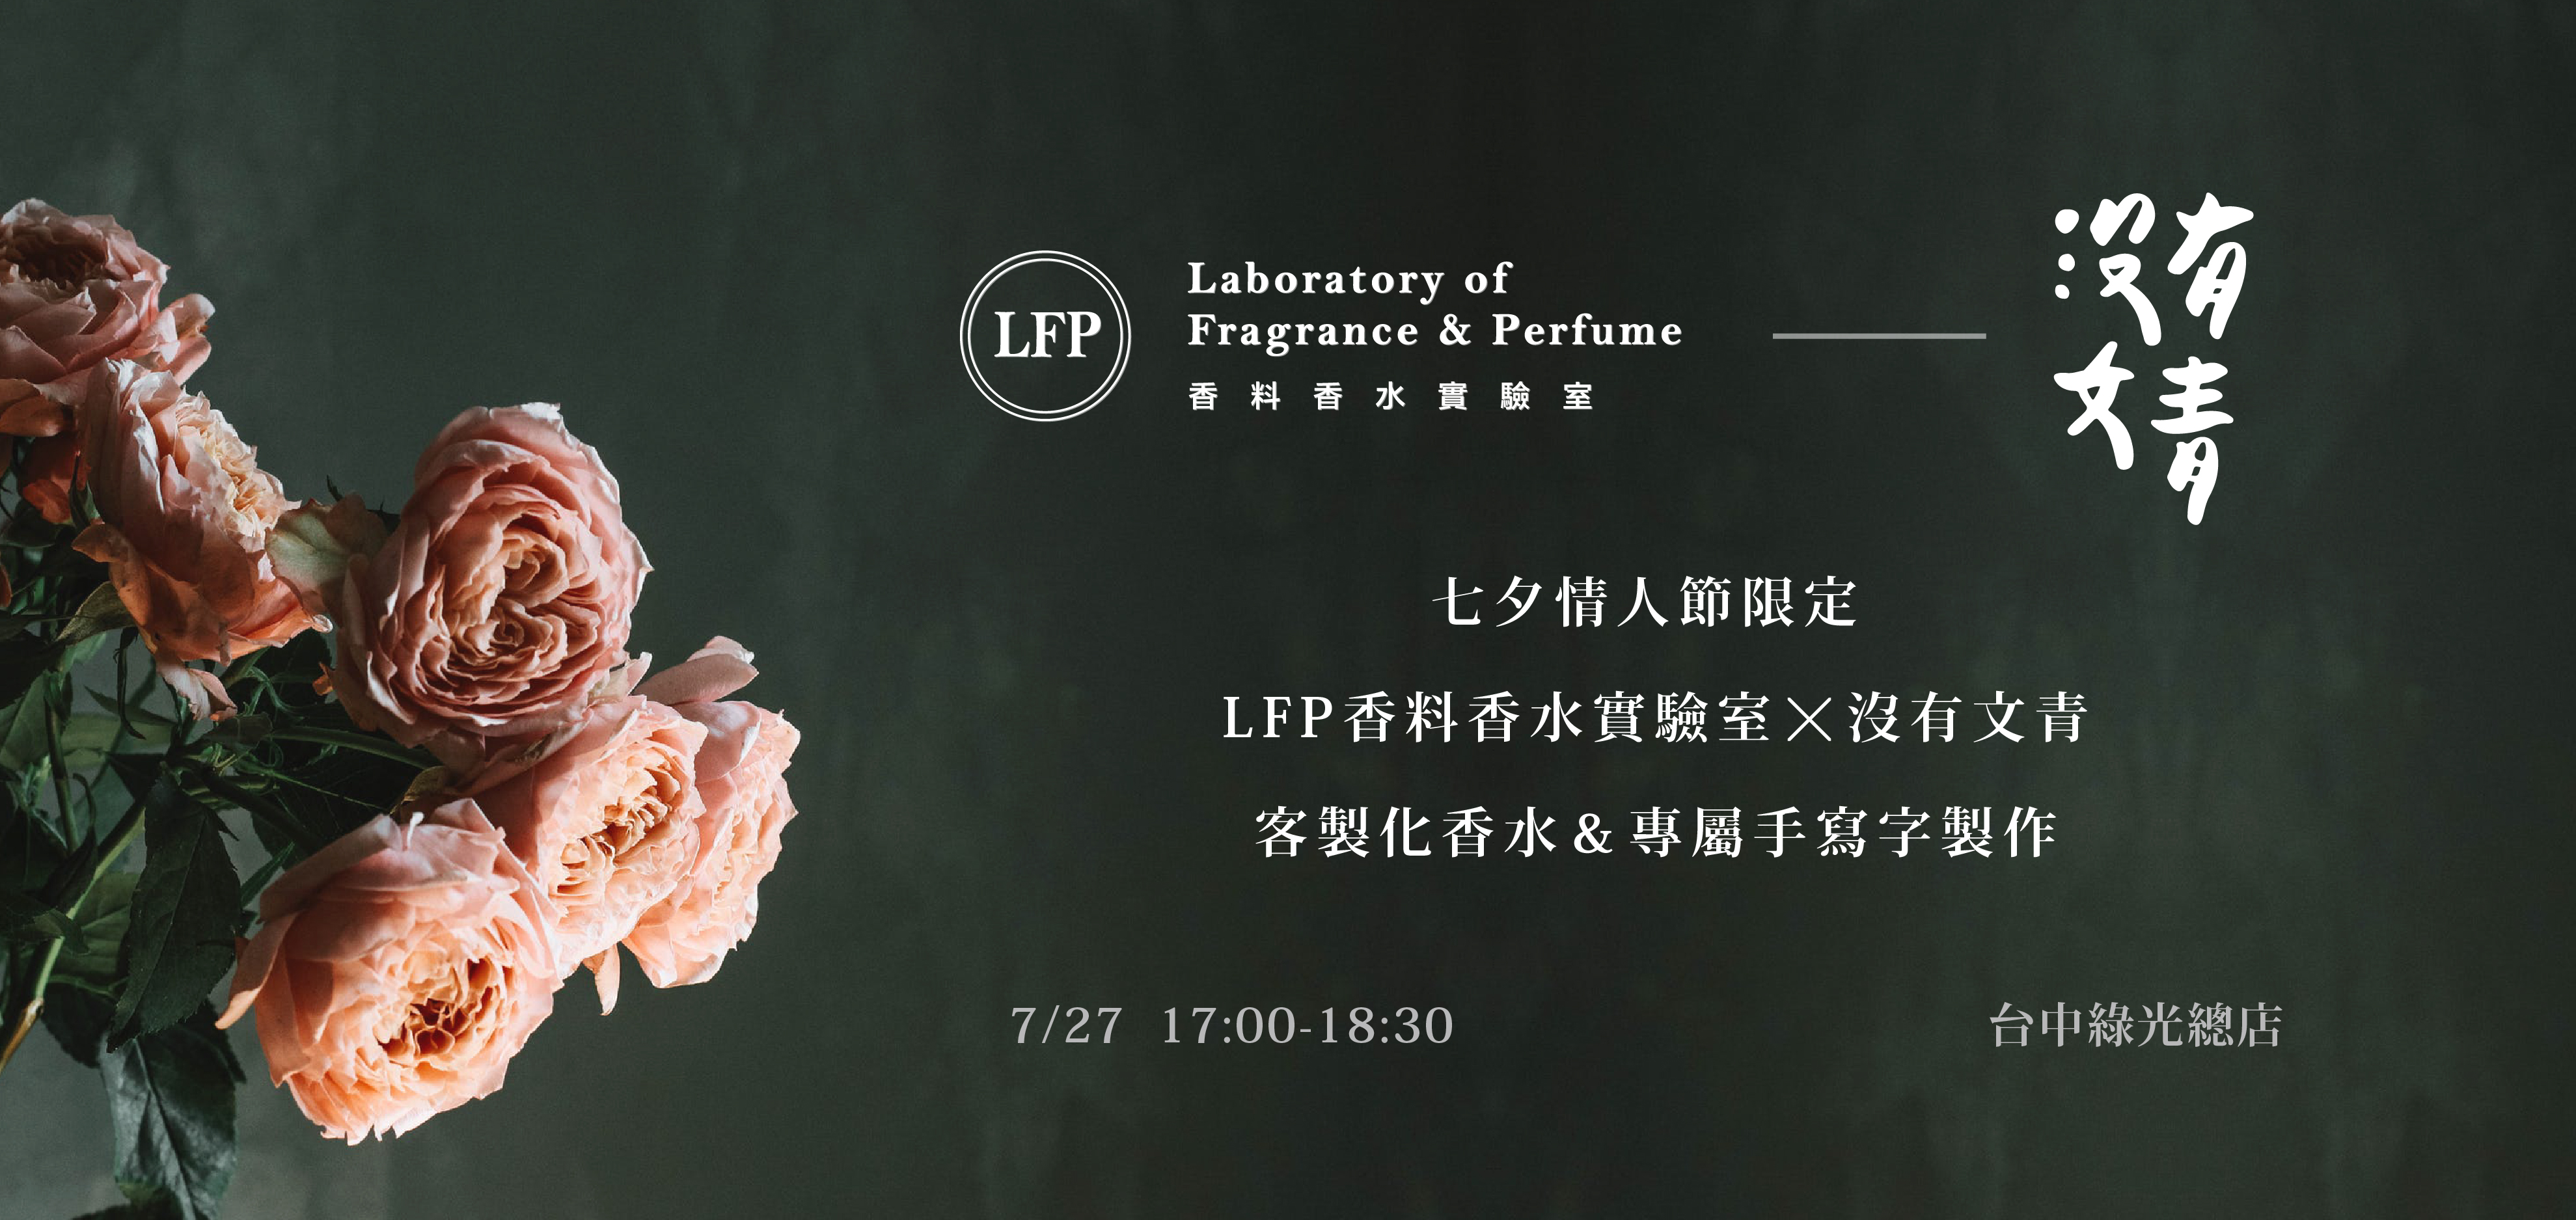 LFP
Laboratory of
Fragrance & Perfume
香料香水實驗室
沒有
文青
七夕情人節限定
LFP香料香水實驗室×沒有文青
客製化香水&專屬手寫字製作
7/27 17:00-18:30
台中綠光總店